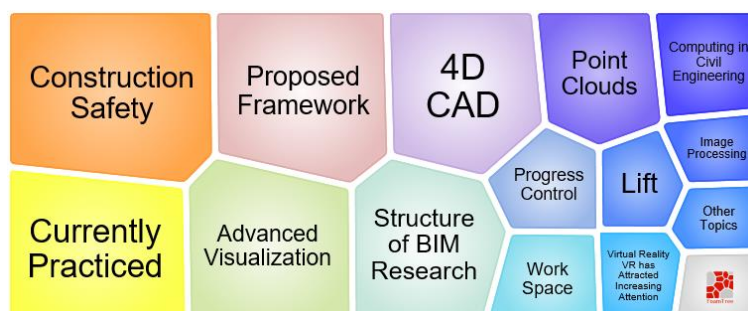 Construction
Safety
Proposed
Framework
4D
CAD
Point
Clouds
Computing in
Civil
Engineering
Image
Processing
Progress
Control
Lift
Other
Topics
Currently
Practiced
Advanced
Visualization
Structure
of BIM
Research
Work
Space
Virtual Reality
VR has
Attracted
Increasing
Attention
FoamTree